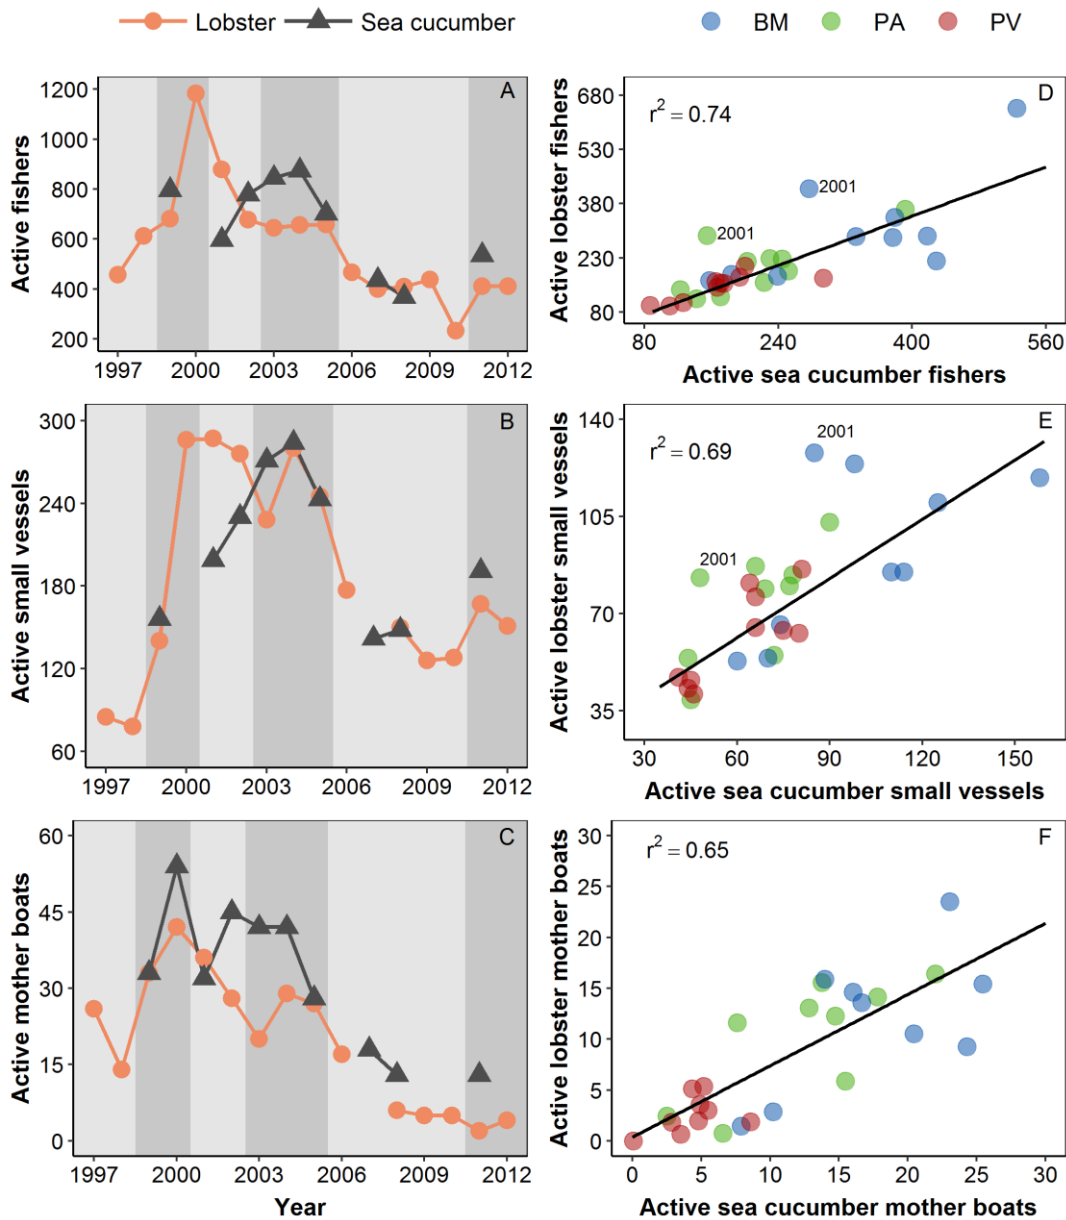 Lobster Sea cucumber
BM PA PV
A
Active fishers
1200
1000
800
600
400
200
1997 2000 2003 2006 2009 2012
D
r² = 0.74
Active lobster fishers
680
530
380
230
80
2001
2001
80 240 400 560
Active sea cucumber fishers
B
Active small vessels
300
240
180
120
60
1997 2000 2003 2006 2009 2012
E
r² = 0.69
Active lobster small vessels
140
105
70
35
2001
2001
30 60 90 120 150
Active sea cucumber small vessels
C
Active mother boats
60
45
30
15
0
1997 2000 2003 2006 2009 2012
Year
F
r² = 0.65
Active lobster mother boats
30
25
20
15
10
5
0
0 5 10 15 20 25 30
Active sea cucumber mother boats